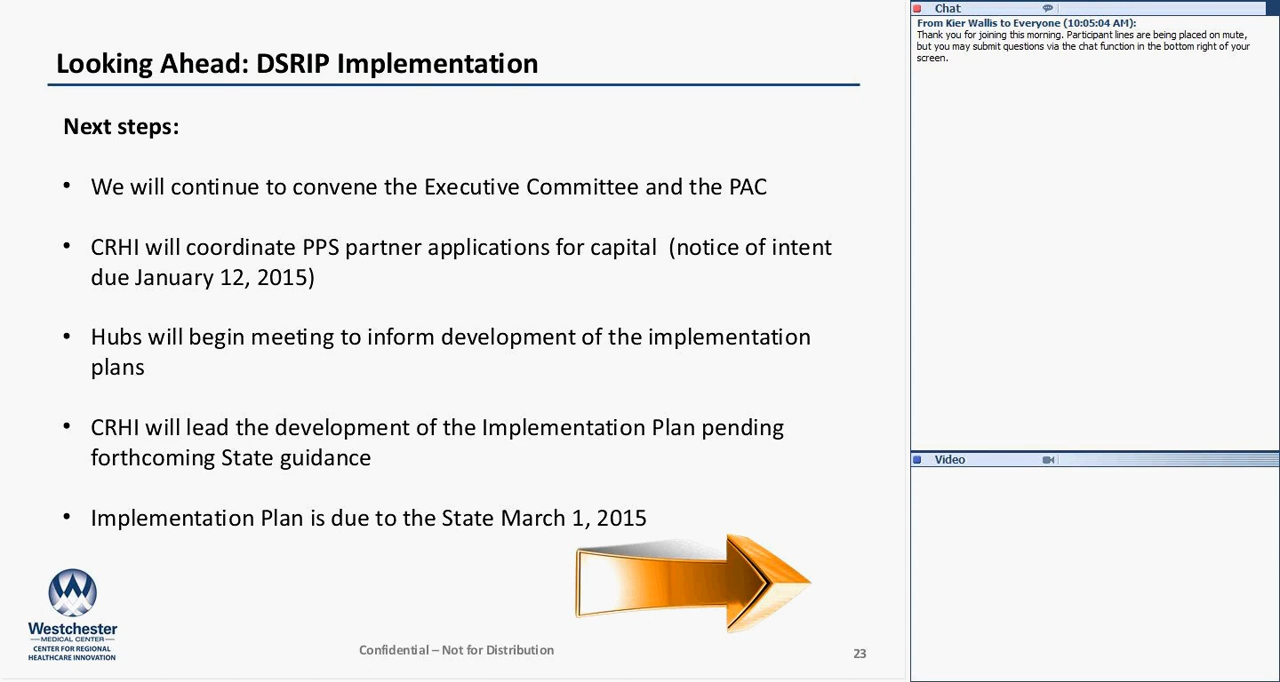 Looking Ahead: DSRIP Implementation
Next steps:
• We will continue to convene the Executive Committee and the PAC
• CRHI will coordinate PPS partner applications for capital (notice of intent
due January 12, 2015)
• Hubs will begin meeting to inform development of the implementation
plans
• CRHI will lead the development of the Implementation Plan pending
forthcoming State guidance
• Implementation Plan is due to the State March 1, 2015
Westchester
MEDICAL CENTER
CENTER FOR REGIONAL
HEALTHCARE INNOVATION
Confidential – Not for Distribution
23
Chat
From Kier Wallis to Everyone (10:05:04 AM):
Thank you for joining this morning. Participant lines are being placed on mute,
but you may submit questions via the chat function in the bottom right of your
screen.
Video